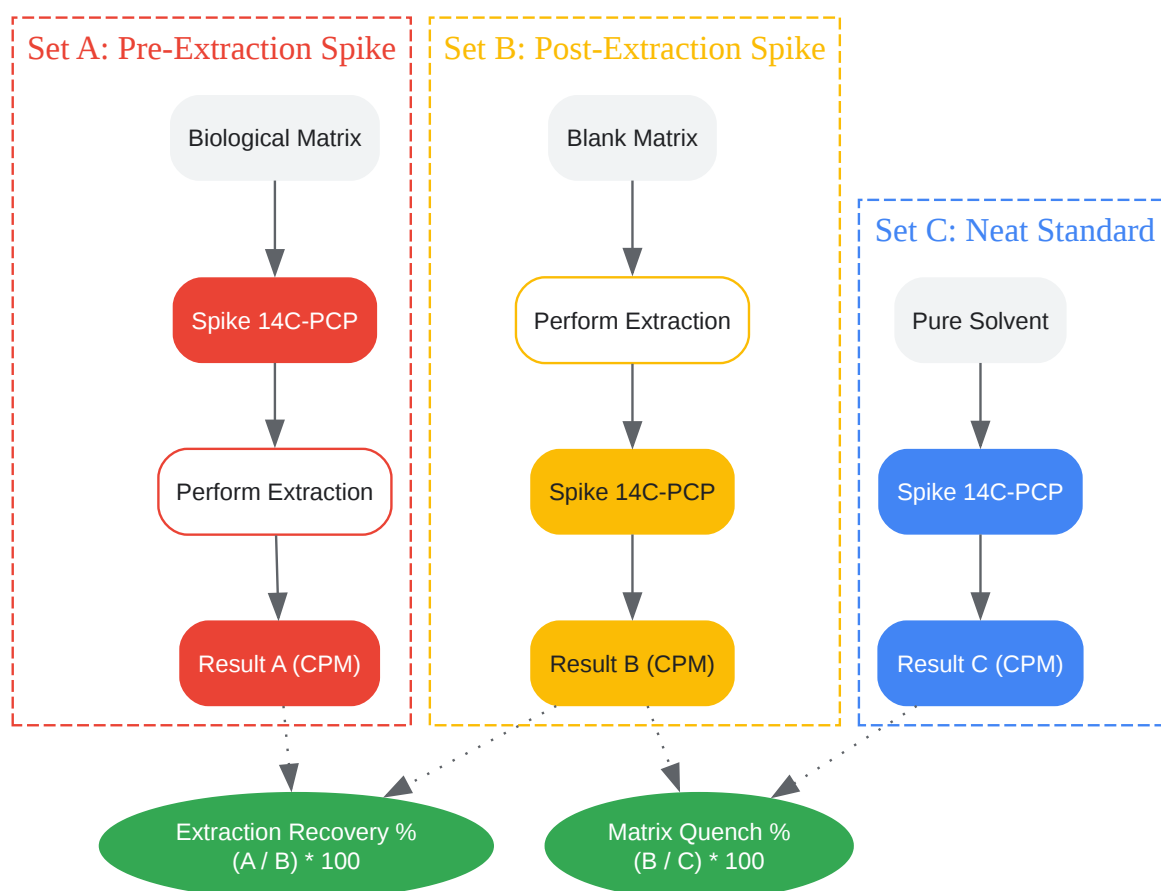 Set A: Pre-Extraction Spike
Biological Matrix
Spike 14C-PCP
Perform Extraction
Result A (CPM)
Set B: Post-Extraction Spike
Blank Matrix
Perform Extraction
Spike 14C-PCP
Result B (CPM)
Set C: Neat Standard
Pure Solvent
Spike 14C-PCP
Result C (CPM)
Extraction Recovery %
(A / B) * 100
Matrix Quench %
(B / C) * 100